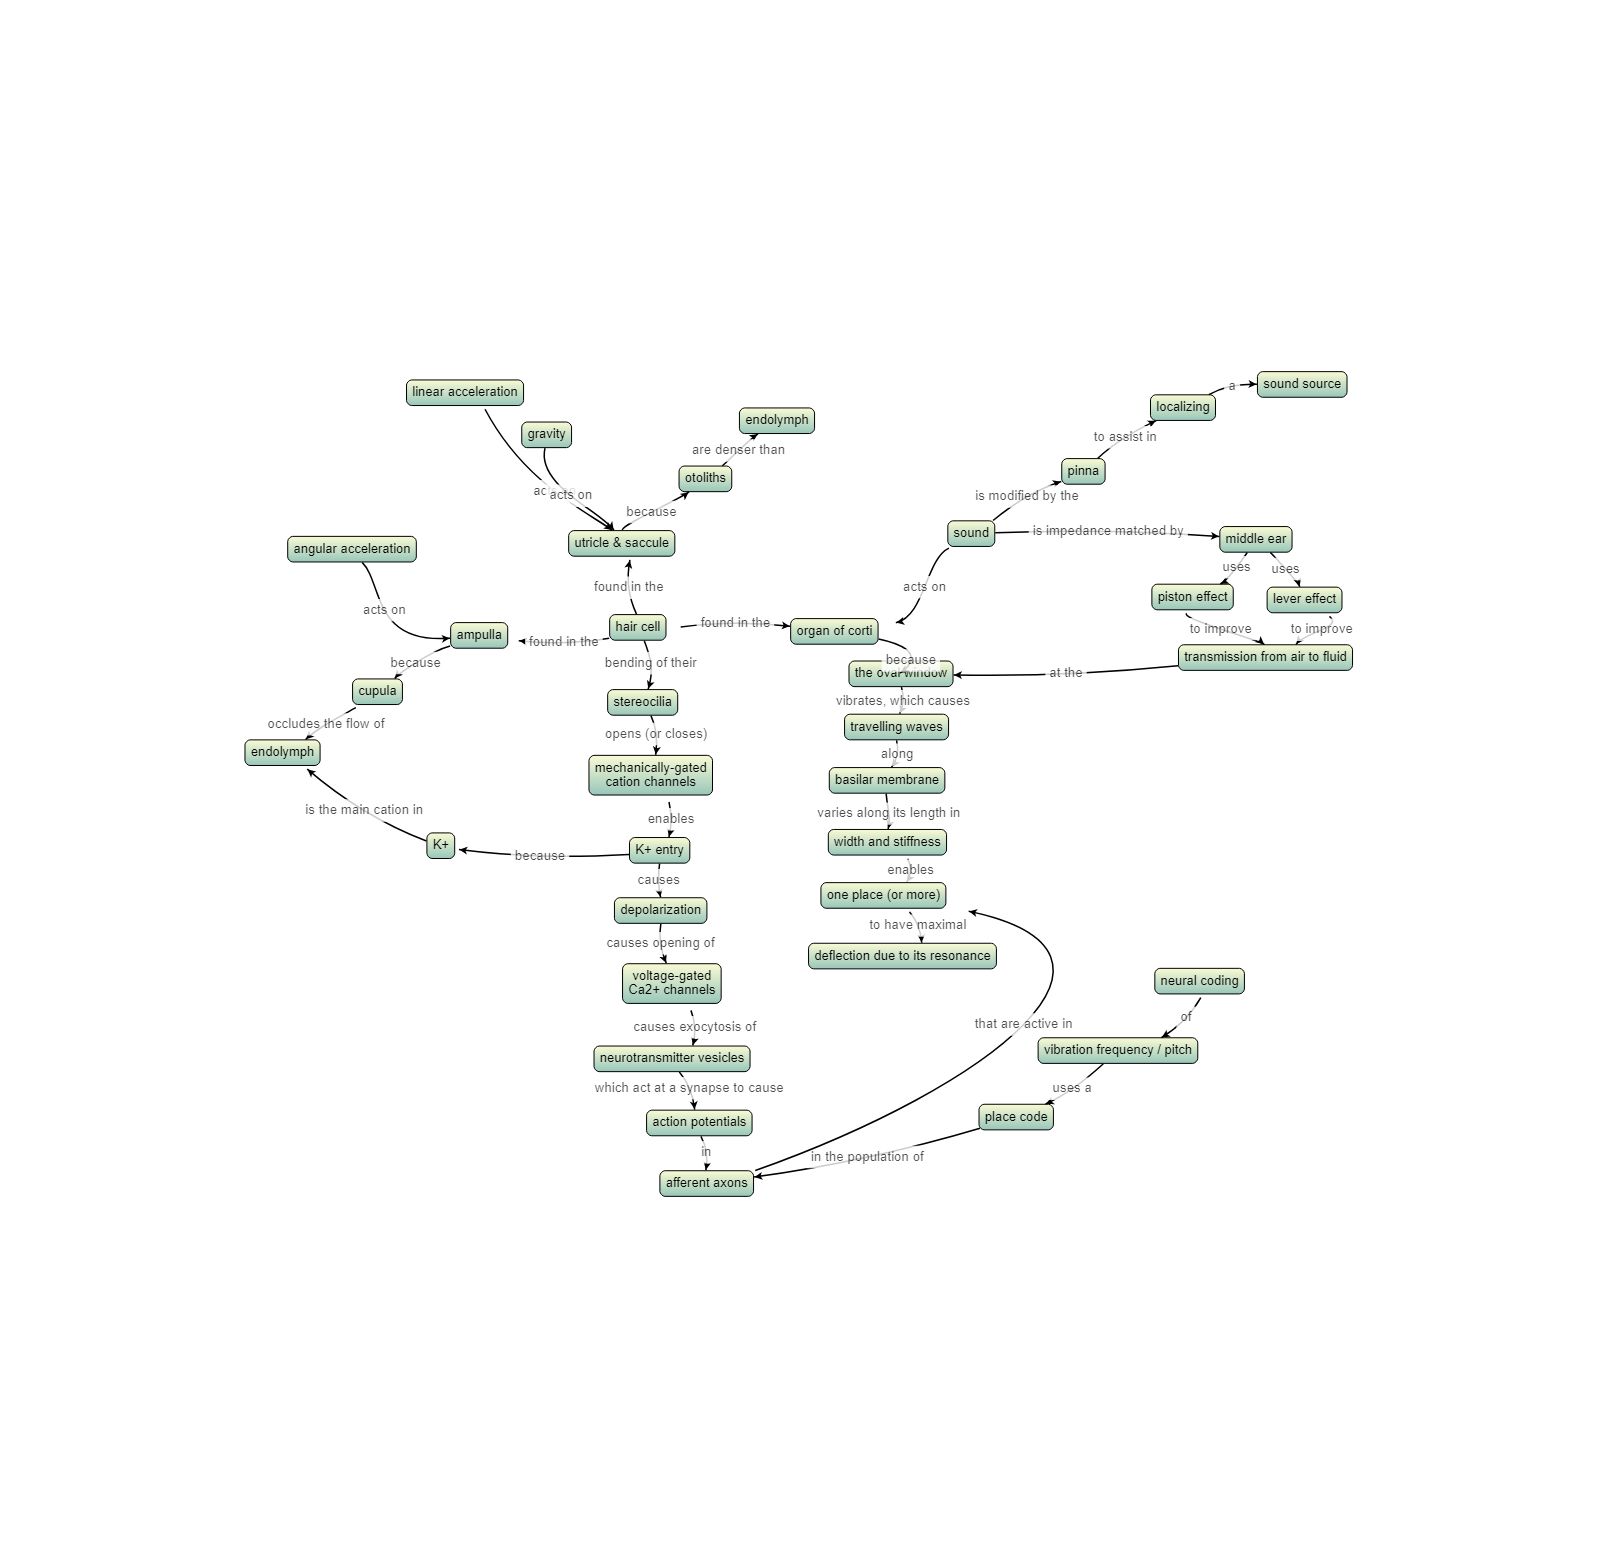 linear acceleration
sound source
a
localizing
endolymph
gravity
to assist in
are denser than
pinna
otoliths
acts on
is modified by the
because
sound
is impedance matched by
middle ear
utricle & saccule
angular acceleration
uses
uses
found in the
acts on
piston effect
lever effect
acts on
hair cell
found in the
organ of corti
to improve
to improve
ampulla
found in the
because
bending of their
because
transmission from air to fluid
the oval window
at the
cupula
stereocilia
vibrates, which causes
occludes the flow of
travelling waves
opens (or closes)
endolymph
along
mechanically-gated
cation channels
basilar membrane
is the main cation in
enables
varies along its length in
K+
K+ entry
width and stiffness
because
causes
enables
one place (or more)
depolarization
to have maximal
causes opening of
deflection due to its resonance
voltage-gated
Ca2+ channels
neural coding
causes exocytosis of
that are active in
of
neurotransmitter vesicles
vibration frequency / pitch
which act at a synapse to cause
uses a
action potentials
place code
in
in the population of
afferent axons